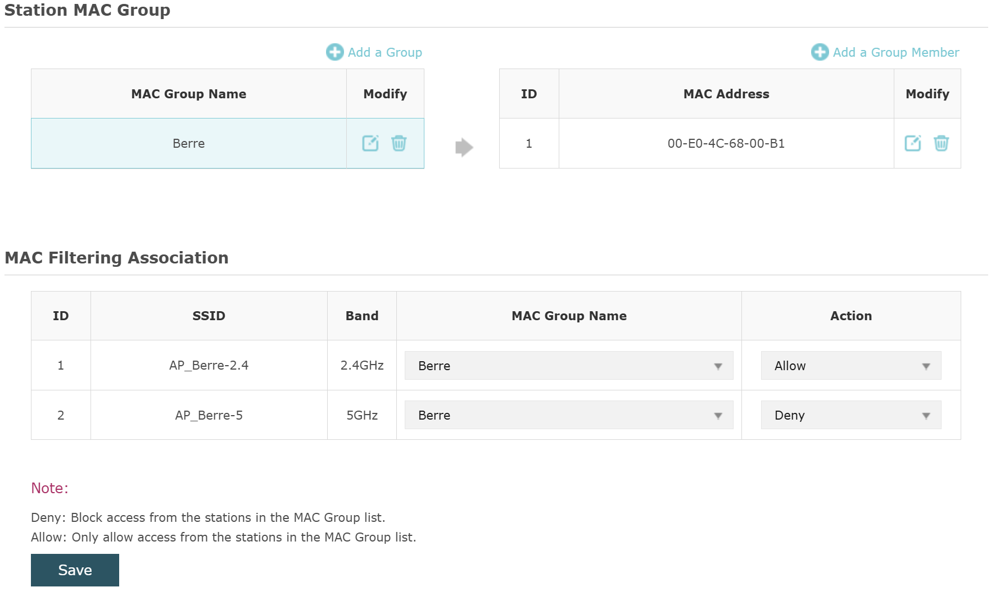 Station MAC Group
Add a Group
MAC Group Name Modify
Berre
Add a Group Member
ID MAC Address Modify
1 00-E0-4C-68-00-B1
MAC Filtering Association
ID SSID Band MAC Group Name Action
1 AP_Berre-2.4 2.4GHz Berre Allow
2 AP_Berre-5 5GHz Berre Deny
Note:
Deny: Block access from the stations in the MAC Group list.
Allow: Only allow access from the stations in the MAC Group list.
Save